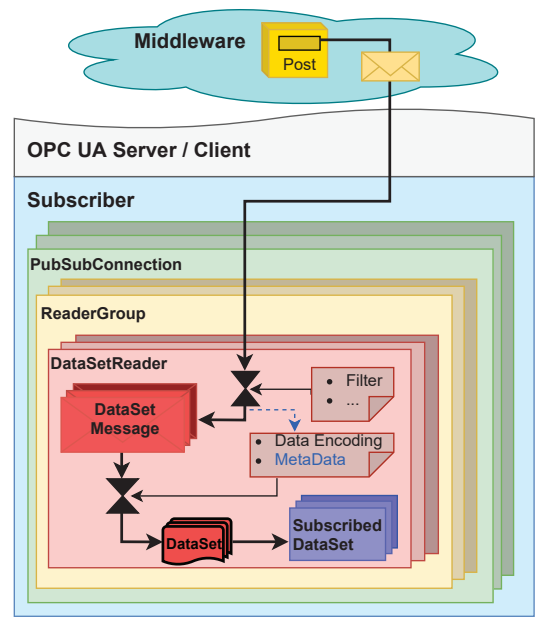 Middleware
Post
OPC UA Server / Client
Subscriber
PubSubConnection
ReaderGroup
DataSetReader
• Filter
• ...
DataSet
Message
• Data Encoding
• MetaData
DataSet
Subscribed
DataSet